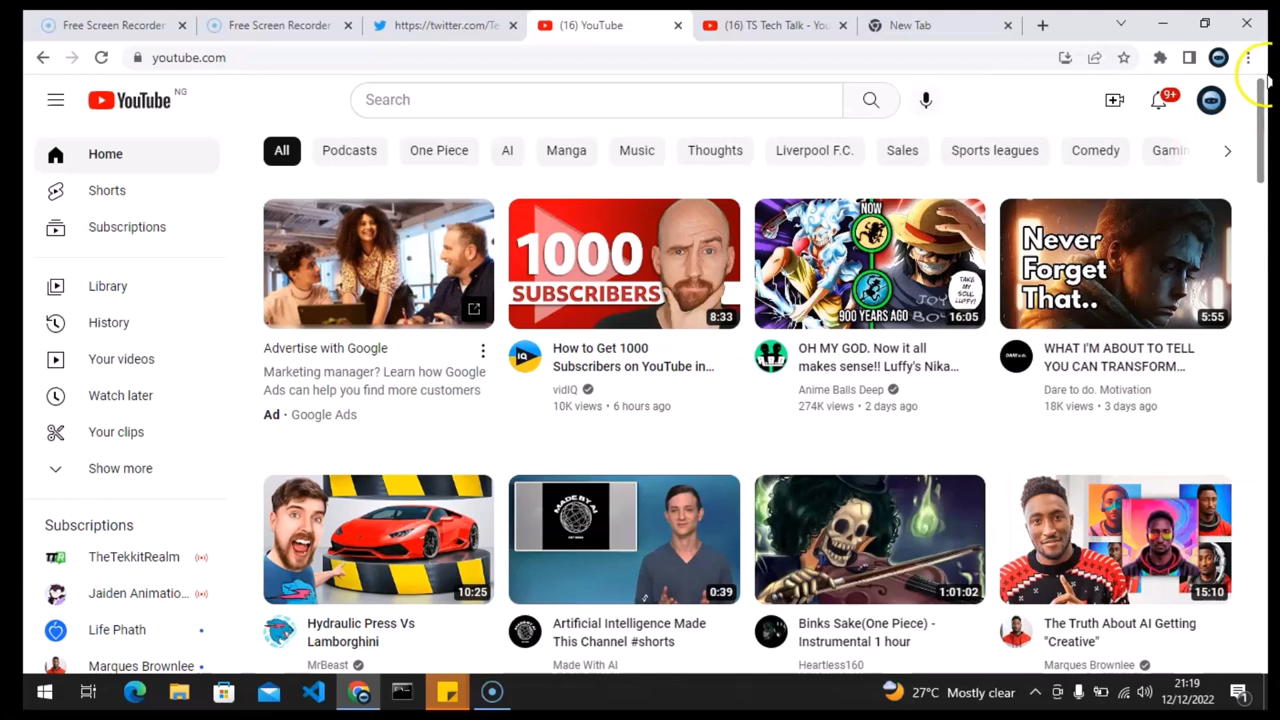 Free Screen Recorder
Free Screen Recorder
https://twitter.com/Te
(16) YouTube
(16) TS Tech Talk - You
New Tab
youtube.com
YouTube NG
Search
9+
Home
Shorts
Subscriptions
Library
History
Your videos
Watch later
Your clips
Show more
Subscriptions
TheTekkitRealm
Jaiden Animatio...
Life Phath
Marques Brownlee
All
Podcasts
One Piece
AI
Manga
Music
Thoughts
Liverpool F.C.
Sales
Sports leagues
Comedy
Gamin
Advertise with Google
Marketing manager? Learn how Google
Ads can help you find more customers
Ad · Google Ads
1000
SUBSCRIBERS
8:33
IQ
How to Get 1000
Subscribers on YouTube in...
vidIQ
10K views • 6 hours ago
NOW
900 YEARS AGO
TAKE
MY
SOUL
LUFFY!
16:05
OH MY GOD. Now it all
makes sense!! Luffy's Nika...
Anime Balls Deep
274K views • 2 days ago
Never
Forget
That..
5:55
WHAT I'M ABOUT TO TELL
YOU CAN TRANSFORM...
Dare to do. Motivation
18K views • 3 days ago
10:25
Hydraulic Press Vs
Lamborghini
MrBeast
MADE BY AI
0:39
Artificial Intelligence Made
This Channel #shorts
Made With AI
1:01:02
Binks Sake(One Piece) -
Instrumental 1 hour
Heartless160
15:10
The Truth About AI Getting
"Creative"
Marques Brownlee
27°C Mostly clear
21:19
12/12/2022
1